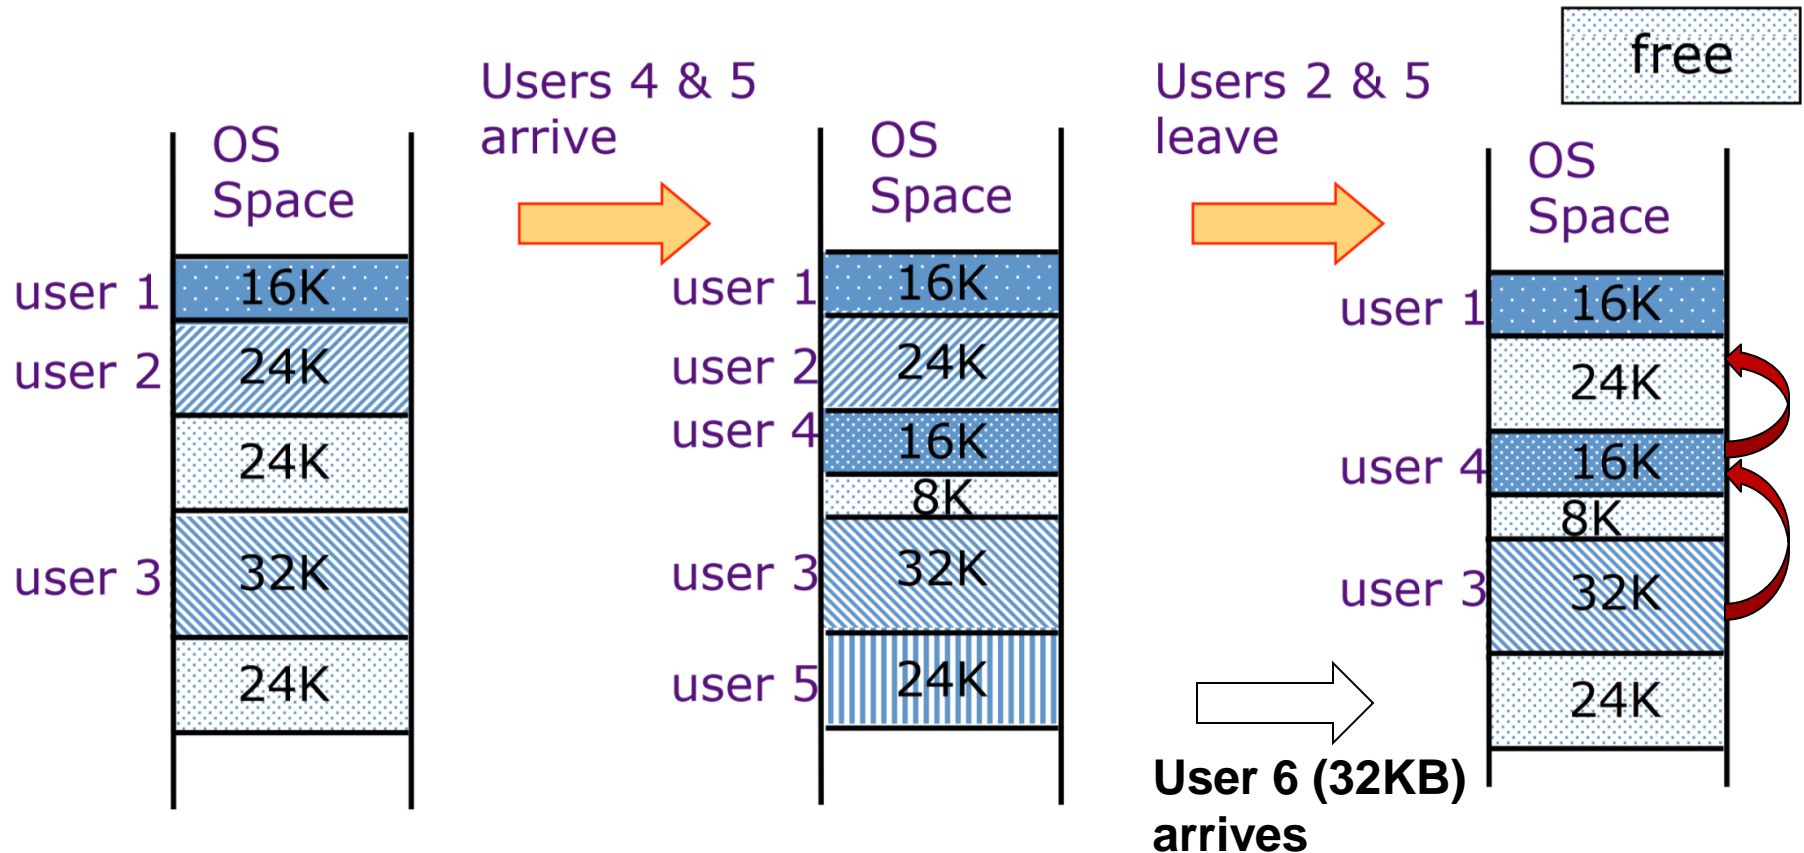 free
Users 4 & 5
arrive
Users 2 & 5
leave
OS
Space
user 1
16K
user 2
24K
24K
user 3
32K
24K
OS
Space
user 1
16K
user 2
24K
user 4
16K
8K
user 3
32K
user 5
24K
User 6 (32KB)
arrives
OS
Space
user 1
16K
24K
user 4
16K
8K
user 3
32K
24K